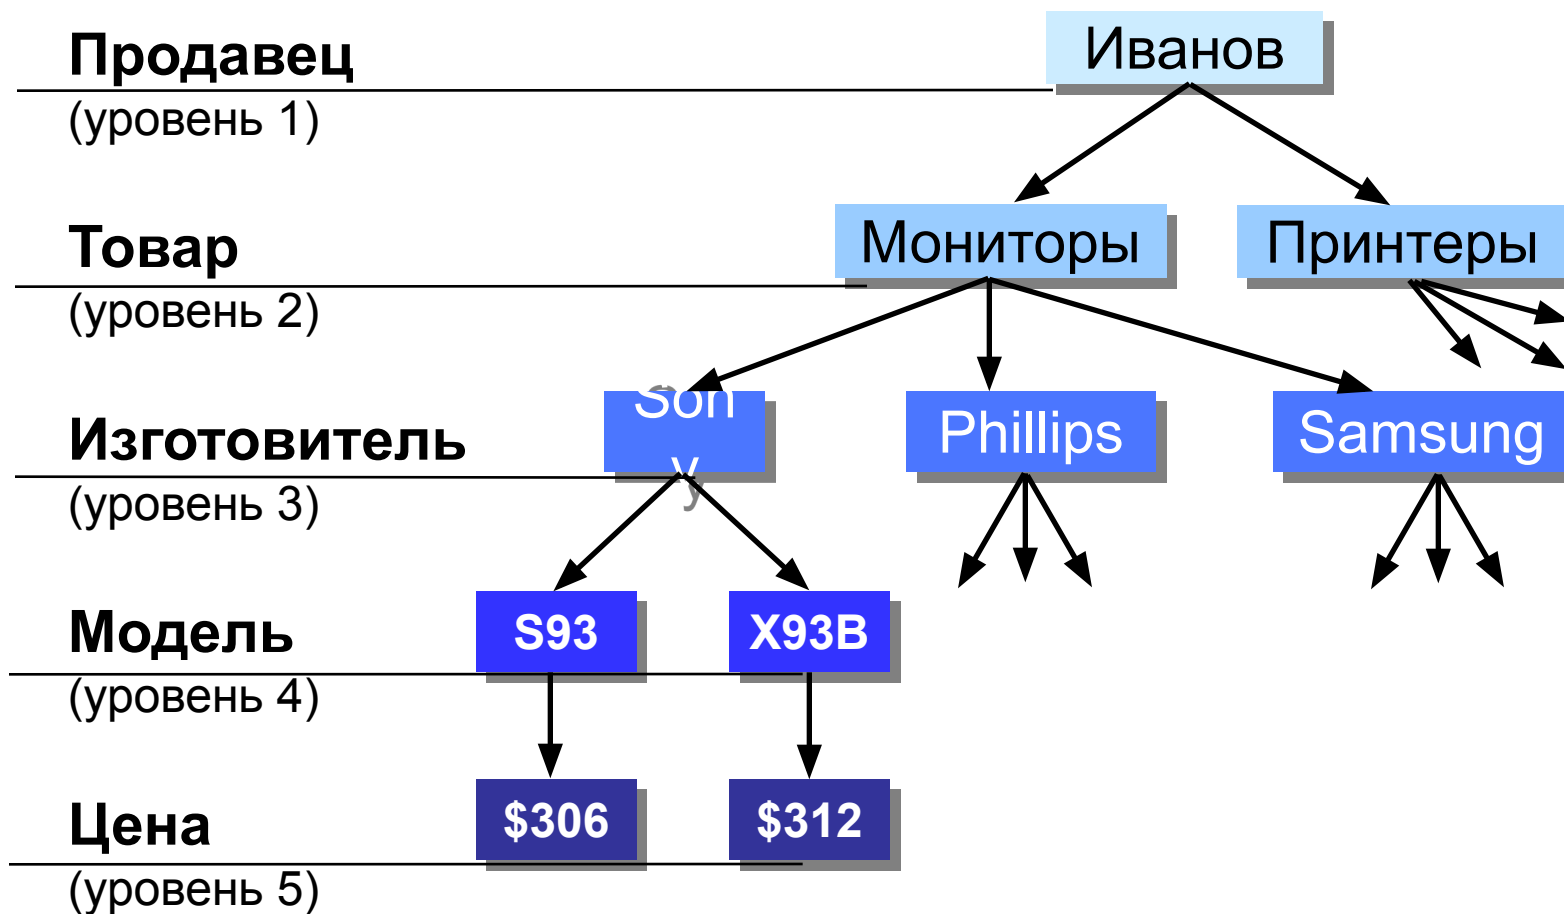 Продавец
(уровень 1)
Иванов
Товар
(уровень 2)
Мониторы
Принтеры
Изготовитель
(уровень 3)
Son
y
Phillips
Samsung
Модель
(уровень 4)
S93
X93B
Цена
(уровень 5)
$306
$312